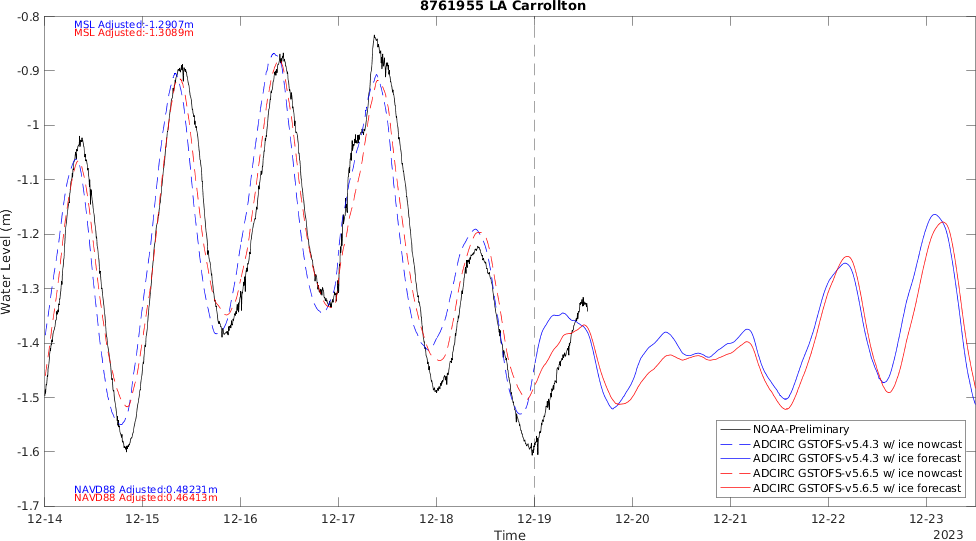 8761955 LA Carrollton
MSL Adjusted:-1.2907m
MSL Adjusted:-1.3089m
-0.8
-0.9
-1
-1.1
-1.2
-1.3
-1.4
-1.5
-1.6
-1.7
Water Level (m)
NOAA-Preliminary
ADCIRC GSTOFS-v5.4.3 w/ ice nowcast
ADCIRC GSTOFS-v5.4.3 w/ ice forecast
ADCIRC GSTOFS-v5.6.5 w/ ice nowcast
ADCIRC GSTOFS-v5.6.5 w/ ice forecast
NAVD88 Adjusted:0.48231m
NAVD88 Adjusted:0.46413m
12-14 12-15 12-16 12-17 12-18 12-19 12-20 12-21 12-22 12-23
Time
2023